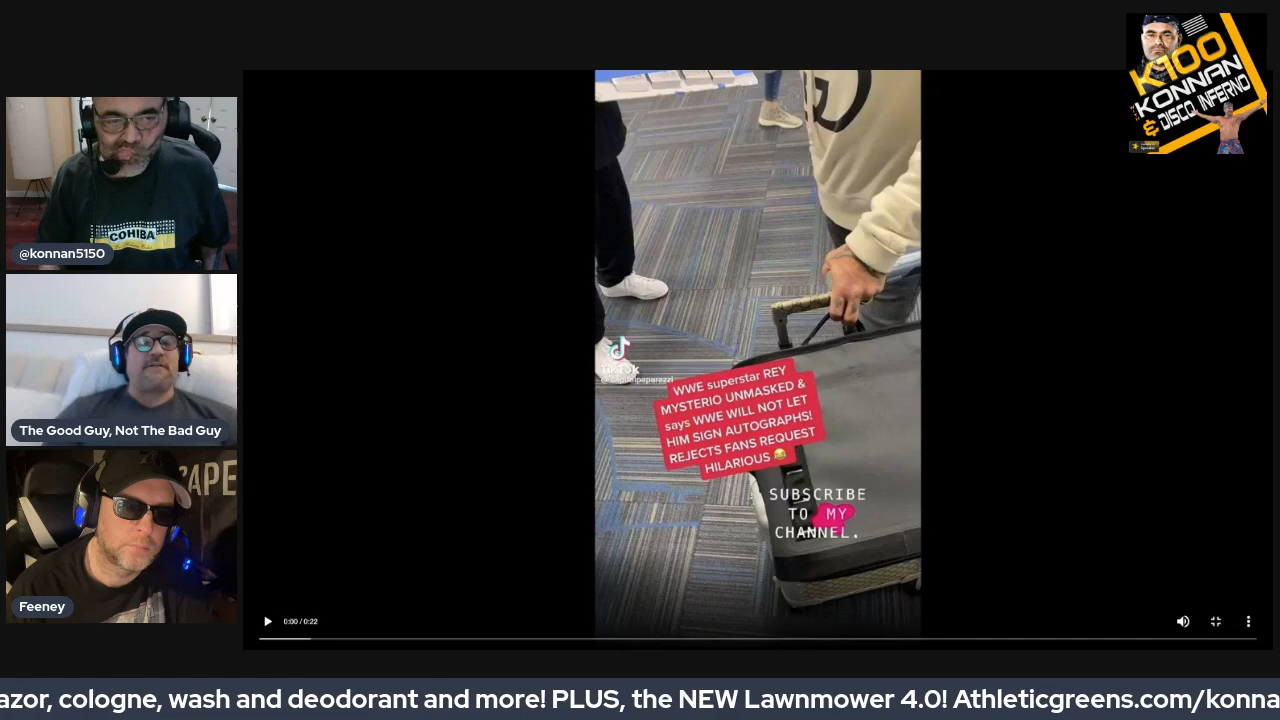 K100
KONNAN
& DISCO INFERNO
COHIBA
@konnan5150
The Good Guy, Not The Bad Guy
APE
Feeney
TikTok
WWE superstar REY
MYSTERIO UNMASKED &
says WWE WILL NOT LET
HIM SIGN AUTOGRAPHS!
REJECTS FANS REQUEST
HILARIOUS 😂
SUBSCRIBE
TO MY
CHANNEL.
0:00 / 0:22
azor, cologne, wash and deodorant and more! PLUS, the NEW Lawnmower 4.0! Athleticgreens.com/konna